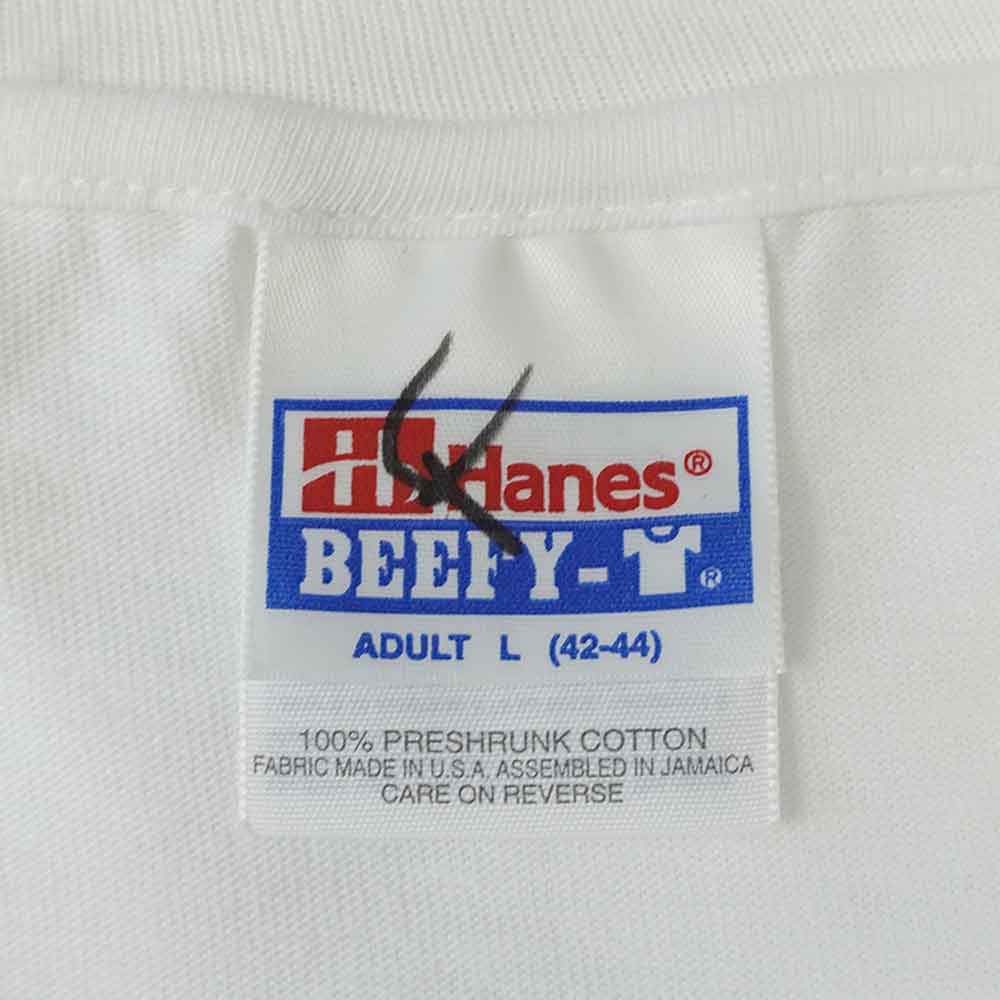 Hanes®
BEEFY-T®
ADULT L (42-44)
100% PRESHRUNK COTTON
FABRIC MADE IN U.S.A. ASSEMBLED IN JAMAICA
CARE ON REVERSE